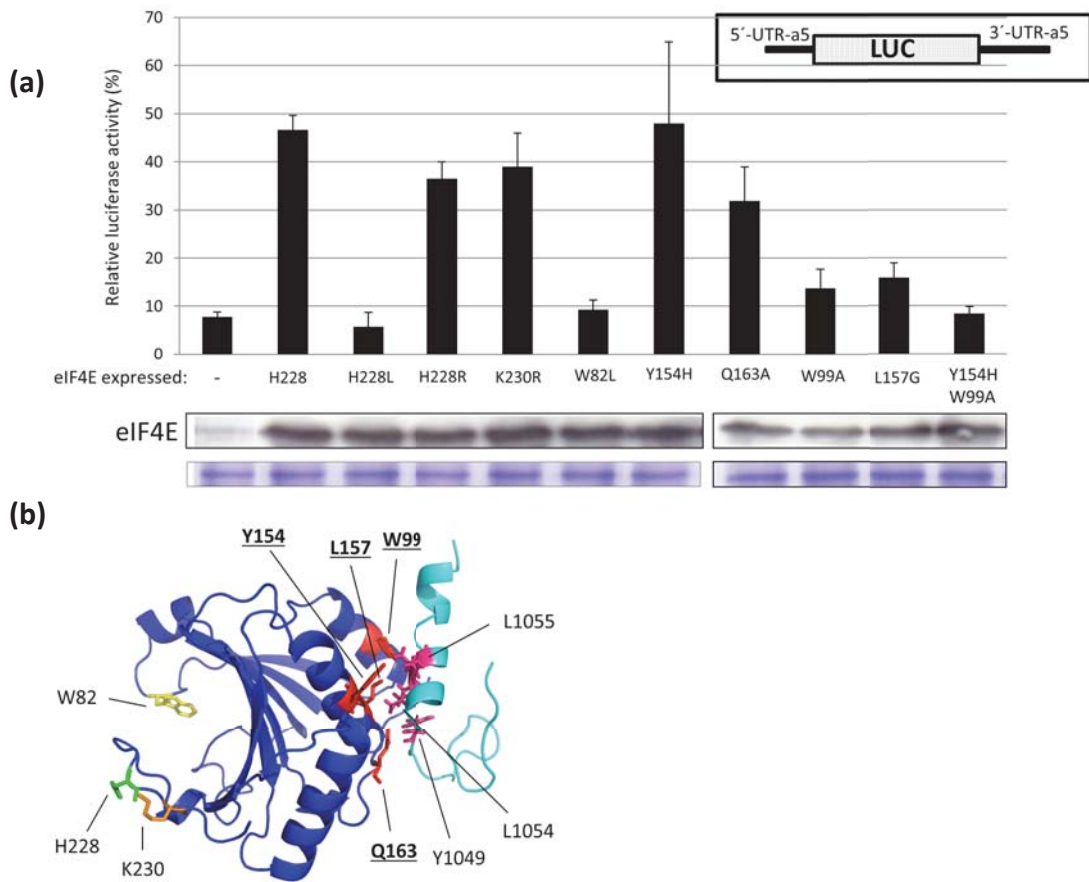 (a)
Relative luciferase activity (%)
70
60
50
40
30
20
10
0
5´-UTR-a5
LUC
3´-UTR-a5
eIF4E expressed:
-
H228
H228L
H228R
K230R
W82L
Y154H
Q163A
W99A
L157G
Y154H
W99A
eIF4E
(b)
Y154
L157
W99
L1055
W82
L1054
H228
K230
Q163
Y1049